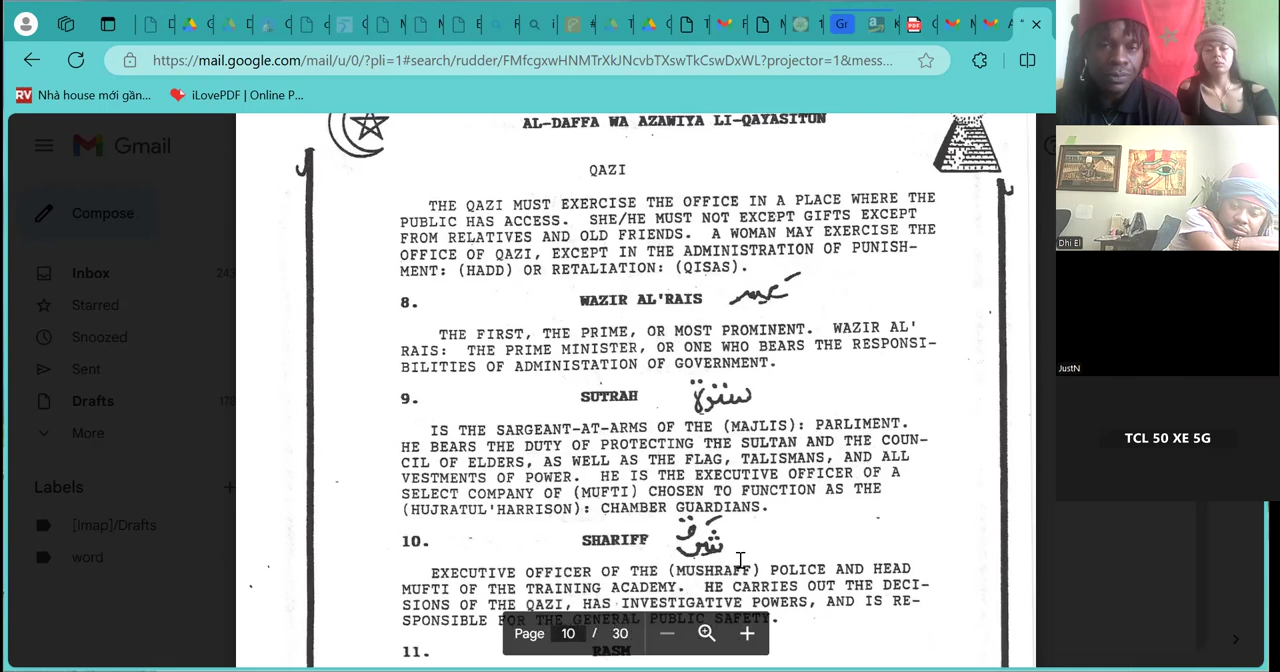 https://mail.google.com/mail/u/0/?pli=1#search/rudder/FMfcgxwHNMTrXkJNcvbTXswTkCswDxWL?projector=1&mess...
RV Nhà house mới gần...
iLovePDF | Online P...
Gmail
Compose
Inbox 243
Starred
Snoozed
Sent
Drafts 178
More
Labels +
[Imap]/Drafts
word
AL-DAFFA WA AZAWIYA LI-QAYASITUN
QAZI
THE QAZI MUST EXERCISE THE OFFICE IN A PLACE WHERE THE
PUBLIC HAS ACCESS. SHE/HE MUST NOT EXCEPT GIFTS EXCEPT
FROM RELATIVES AND OLD FRIENDS. A WOMAN MAY EXERCISE THE
OFFICE OF QAZI, EXCEPT IN THE ADMINISTRATION OF PUNISH-
MENT: (HADD) OR RETALIATION: (QISAS).
8. WAZIR AL'RAIS
THE FIRST, THE PRIME, OR MOST PROMINENT. WAZIR AL'
RAIS: THE PRIME MINISTER, OR ONE WHO BEARS THE RESPONSI-
BILITIES OF ADMINISTATION OF GOVERNMENT.
9. SUTRAH
IS THE SARGEANT-AT-ARMS OF THE (MAJLIS): PARLIMENT.
HE BEARS THE DUTY OF PROTECTING THE SULTAN AND THE COUN-
CIL OF ELDERS, AS WELL AS THE FLAG, TALISMANS, AND ALL
VESTMENTS OF POWER. HE IS THE EXECUTIVE OFFICER OF A
SELECT COMPANY OF (MUFTI) CHOSEN TO FUNCTION AS THE
(HUJRATUL'HARRISON): CHAMBER GUARDIANS.
10. SHARIFF
EXECUTIVE OFFICER OF THE (MUSHRAFF) POLICE AND HEAD
MUFTI OF THE TRAINING ACADEMY. HE CARRIES OUT THE DECI-
SIONS OF THE QAZI, HAS INVESTIGATIVE POWERS, AND IS RE-
SPONSIBLE FOR THE GENERAL PUBLIC SAFETY.
11. RASM
Page 10 / 30
Dhi El
JustN
TCL 50 XE 5G